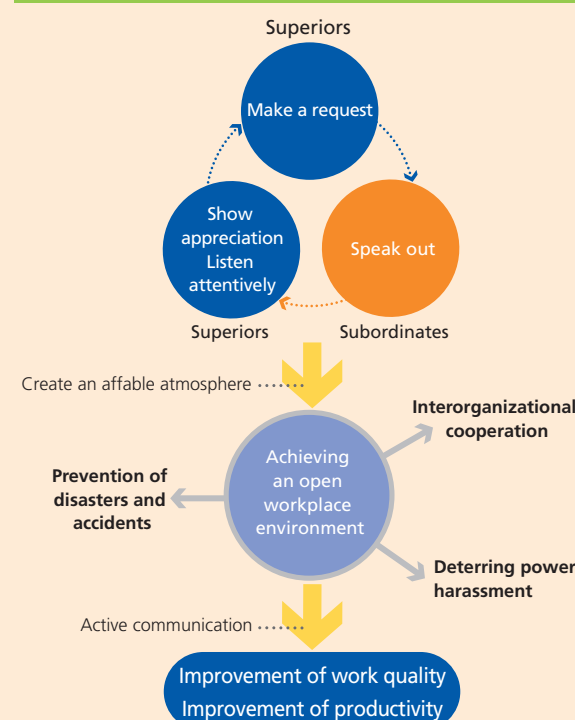 Superiors
Make a request
Show
appreciation
Listen
attentively
Speak out
Superiors
Subordinates
Create an affable atmosphere
Interorganizational
cooperation
Achieving
an open
workplace
environment
Prevention of
disasters and
accidents
Deterring power
harassment
Active communication
Improvement of work quality
Improvement of productivity